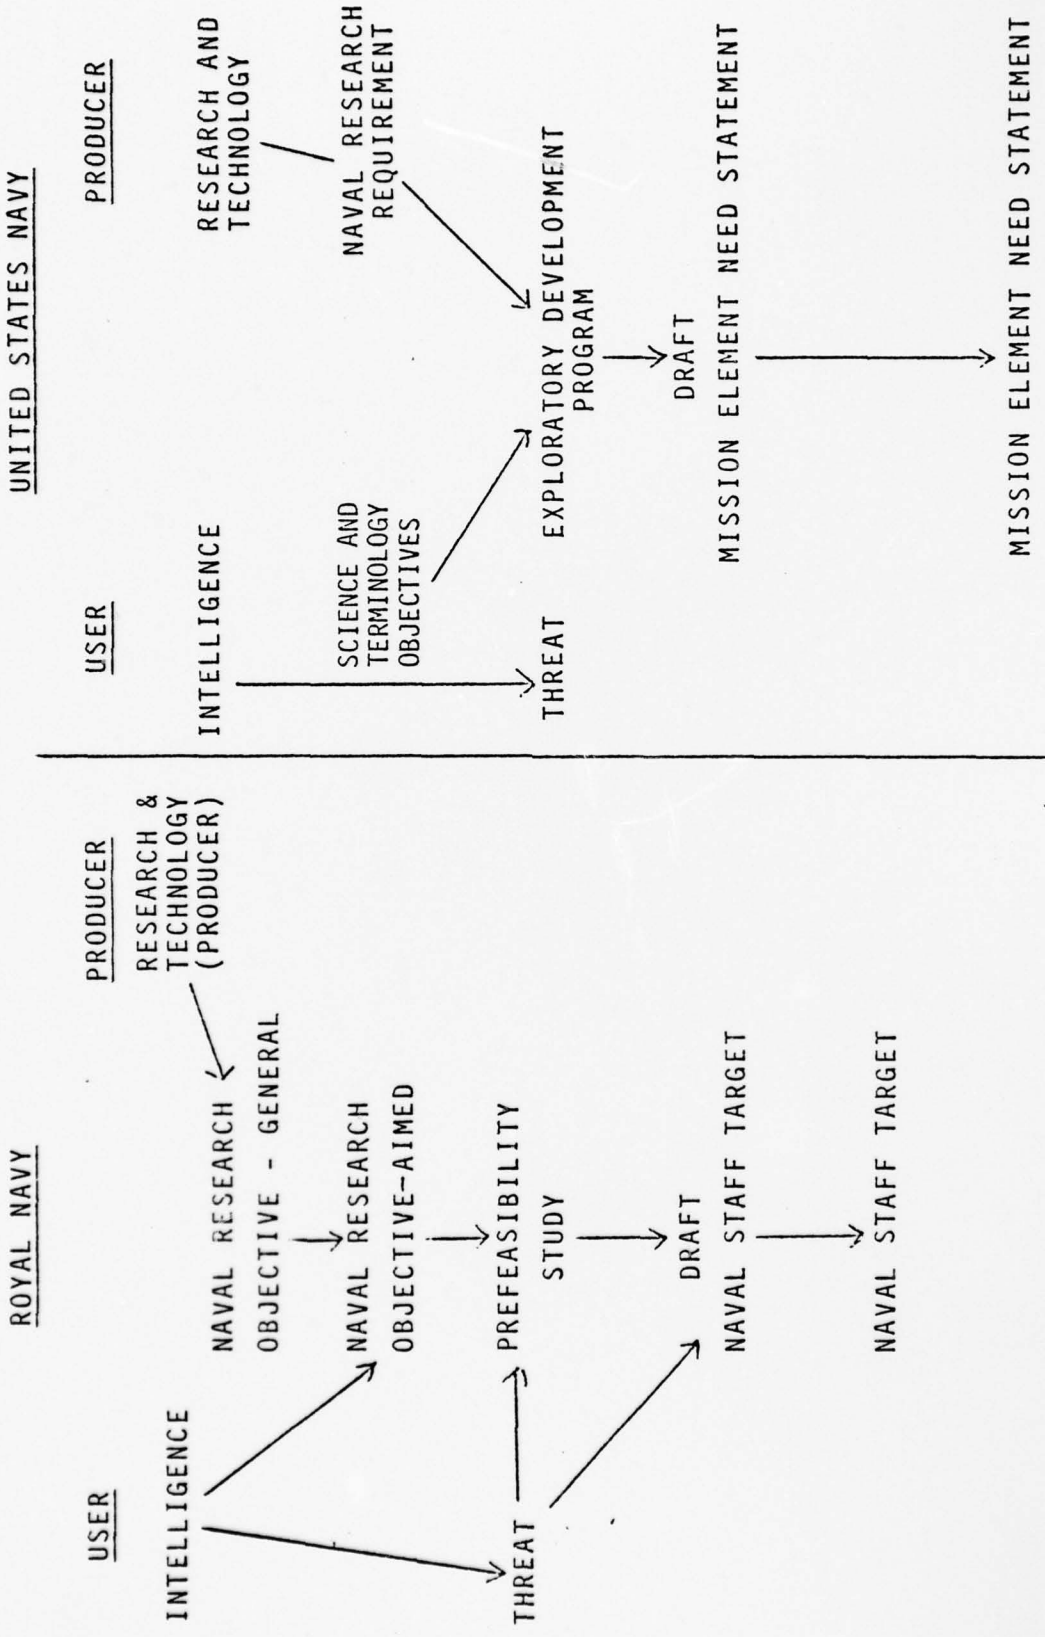 ROYAL NAVY
USER
PRODUCER
INTELLIGENCE
RESEARCH &
TECHNOLOGY
(PRODUCER)
NAVAL RESEARCH
OBJECTIVE - GENERAL
NAVAL RESEARCH
OBJECTIVE-AIMED
THREAT
PREFEASIBILITY
STUDY
DRAFT
NAVAL STAFF TARGET
NAVAL STAFF TARGET
UNITED STATES NAVY
USER
PRODUCER
INTELLIGENCE
RESEARCH AND
TECHNOLOGY
SCIENCE AND
TERMINOLOGY
OBJECTIVES
NAVAL RESEARCH
REQUIREMENT
THREAT
EXPLORATORY DEVELOPMENT
PROGRAM
DRAFT
MISSION ELEMENT NEED STATEMENT
MISSION ELEMENT NEED STATEMENT